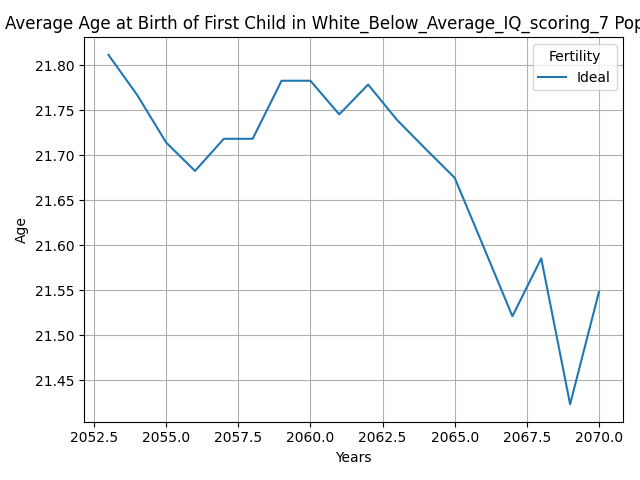 Average Age at Birth of First Child in White_Below_Average_IQ_scoring_7 Pop
Fertility
Ideal
21.80
21.75
21.70
21.65
21.60
21.55
21.50
21.45
Age
2052.5 2055.0 2057.5 2060.0 2062.5 2065.0 2067.5 2070.0
Years